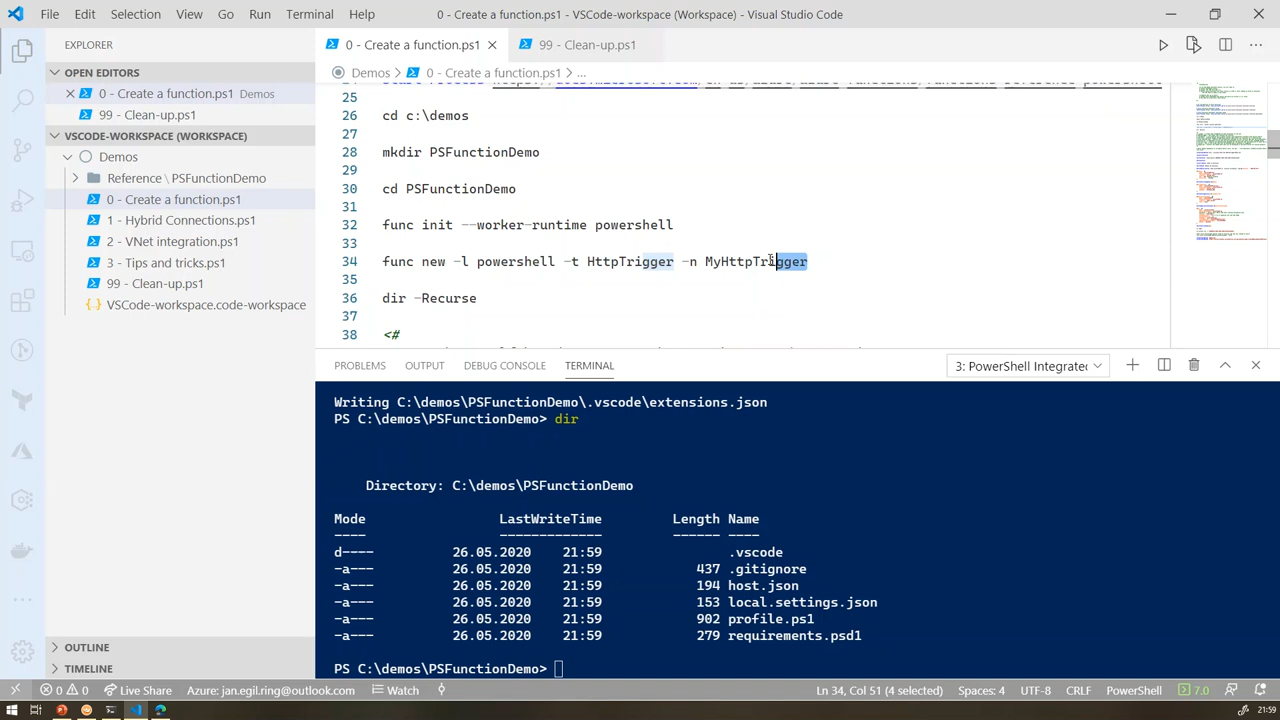 File Edit Selection View Go Run Terminal Help
0 - Create a function.ps1 - VSCode-workspace (Workspace) - Visual Studio Code
EXPLORER
OPEN EDITORS
0 - Create a function.ps1 Demos
99 - Clean-up.ps1
VSCODE-WORKSPACE (WORKSPACE)
Demos
Reference \ PSFunctionDemo
0 - Create a function.ps1
1 - Hybrid Connections.ps1
2 - VNet integration.ps1
3 - Tips and tricks.ps1
99 - Clean-up.ps1
VSCode-workspace.code-workspace
OUTLINE
TIMELINE
0 - Create a function.ps1
99 - Clean-up.ps1
Demos > 0 - Create a function.ps1 > ...
25
26 cd c:\demos
27
28 mkdir PSFunctionDemo
29
30 cd PSFunctionDemo
31
32 func init --worker-runtime powershell
33
34 func new -l powershell -t HttpTrigger -n MyHttpTrigger
35
36 dir -Recurse
37
38 <#
PROBLEMS OUTPUT DEBUG CONSOLE TERMINAL
3: PowerShell Integrated
Writing C:\demos\PSFunctionDemo\.vscode\extensions.json
PS C:\demos\PSFunctionDemo> dir
Directory: C:\demos\PSFunctionDemo
Mode LastWriteTime Length Name
---- ------------- ------ ----
d---- 26.05.2020 21:59 .vscode
-a--- 26.05.2020 21:59 437 .gitignore
-a--- 26.05.2020 21:59 194 host.json
-a--- 26.05.2020 21:59 153 local.settings.json
-a--- 26.05.2020 21:59 902 profile.ps1
-a--- 26.05.2020 21:59 279 requirements.psd1
PS C:\demos\PSFunctionDemo>
0 0 Live Share Azure: jan.egil.ring@outlook.com Watch
Ln 34, Col 51 (4 selected) Spaces: 4 UTF-8 CRLF PowerShell 7.0
21:59